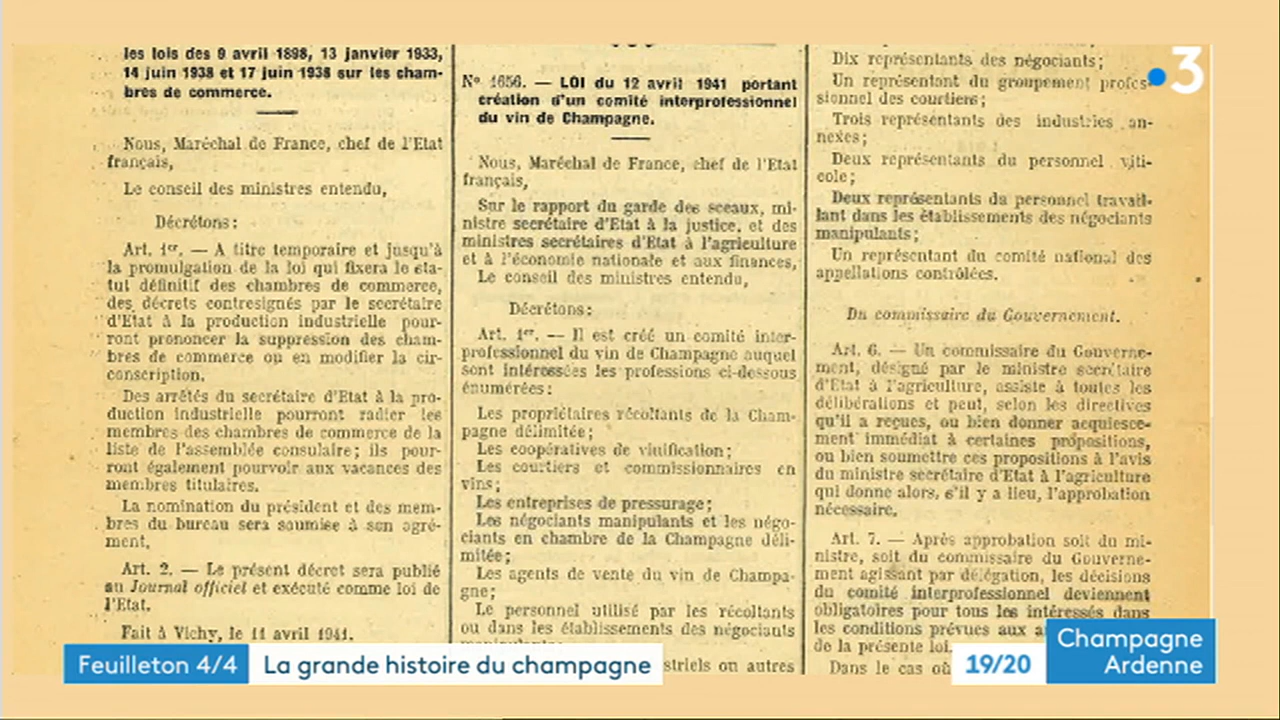 les lois des 9 avril 1898, 13 janvier 1933,
14 juin 1938 et 17 juin 1938 sur les cham-
bres de commerce.
Nous, Maréchal de France, chef de l'Etat
français,
Le conseil des ministres entendu,
Décrétons:
Art. 1er. — A titre temporaire et jusqu'à
la promulgation de la loi qui fixera le sta-
tut définitif des chambres de commerce,
des décrets contresignés par le secrétaire
d'Etat à la production industrielle pour-
ront prononcer la suppression des cham-
bres de commerce ou en modifier la cir-
conscription.
Des arrêtés du secrétaire d'Etat à la pro-
duction industrielle pourront radier les
membres des chambres de commerce de la
liste de l'assemblée consulaire; ils pour-
ront également pourvoir aux vacances des
membres titulaires.
La nomination du président et des mem-
bres du bureau sera soumise à son agré-
ment.
Art. 2. — Le présent décret sera publié
au Journal officiel et exécuté comme loi de
l'Etat.
Fait à Vichy, le 11 avril 1941.
N° 1656. — LOI du 12 avril 1941 portant
création d'un comité interprofessionnel
du vin de Champagne.
Nous, Maréchal de France, chef de l'Etat
français,
Sur le rapport du garde des sceaux, mi-
nistre secrétaire d'Etat à la justice, et des
ministres secrétaires d'Etat à l'agriculture
et à l'économie nationale et aux finances,
Le conseil des ministres entendu,
Décrétons:
Art. 1er. — Il est créé un comité inter-
professionnel du vin de Champagne auquel
sont intéressées les professions ci-dessous
énumérées:
Les propriétaires récoltants de la Cham-
pagne délimitée;
Les coopératives de vinification;
Les courtiers et commissionnaires en
vins;
Les entreprises de pressurage;
Les négociants manipulants et les négo-
ciants en chambre de la Champagne déli-
mitée;
Les agents de vente du vin de Champa-
gne;
Le personnel utilisé par les récoltants
ou dans les établissements des négociants
striels ou autres
Dix représentants des négociants;
Un représentant du groupement profes-
sionnel des courtiers;
Trois représentants des industries an-
nexes;
Deux représentants du personnel viti-
cole;
Deux représentants du personnel travail-
lant dans les établissements des négociants
manipulants;
Un représentant du comité national des
appellations contrôlées.
Du commissaire du Gouvernement.
Art. 6. — Un commissaire du Gouverne-
ment, désigné par le ministre secrétaire
d'Etat à l'agriculture, assiste à toutes les
délibérations et peut, selon les directives
qu'il a reçues, ou bien donner acquiesce-
ment immédiat à certaines propositions,
ou bien soumettre ces propositions à l'avis
du ministre secrétaire d'Etat à l'agriculture
qui donne alors, s'il y a lieu, l'approbation
nécessaire.
Art. 7. — Après approbation soit du mi-
nistre, soit du commissaire du Gouverne-
ment agissant par délégation, les décisions
du comité interprofessionnel deviennent
obligatoires pour tous les intéressés dans
les conditions prévues aux
de la présente loi.
Dans le cas où
3
Feuilleton 4/4
La grande histoire du champagne
19/20
Champagne
Ardenne